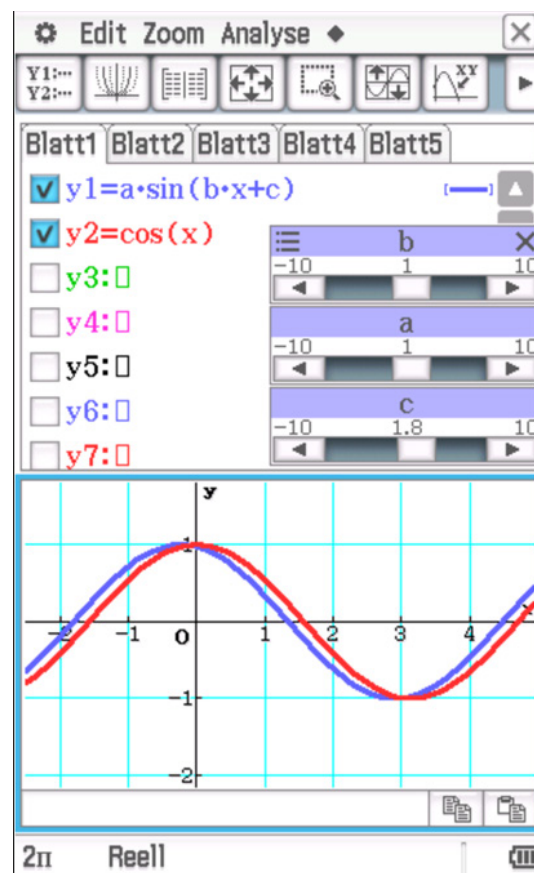 Edit Zoom Analyse
Y1:···
Y2:···
XY
Blatt1 Blatt2 Blatt3 Blatt4 Blatt5
y1=a·sin(b·x+c)
y2=cos(x)
y3:▯
y4:▯
y5:▯
y6:▯
y7:▯
b
-10 1 10
a
-10 1 10
c
-10 1.8 10
y
1
x
-2 -1 0 1 2 3 4
-1
-2
2π Reell